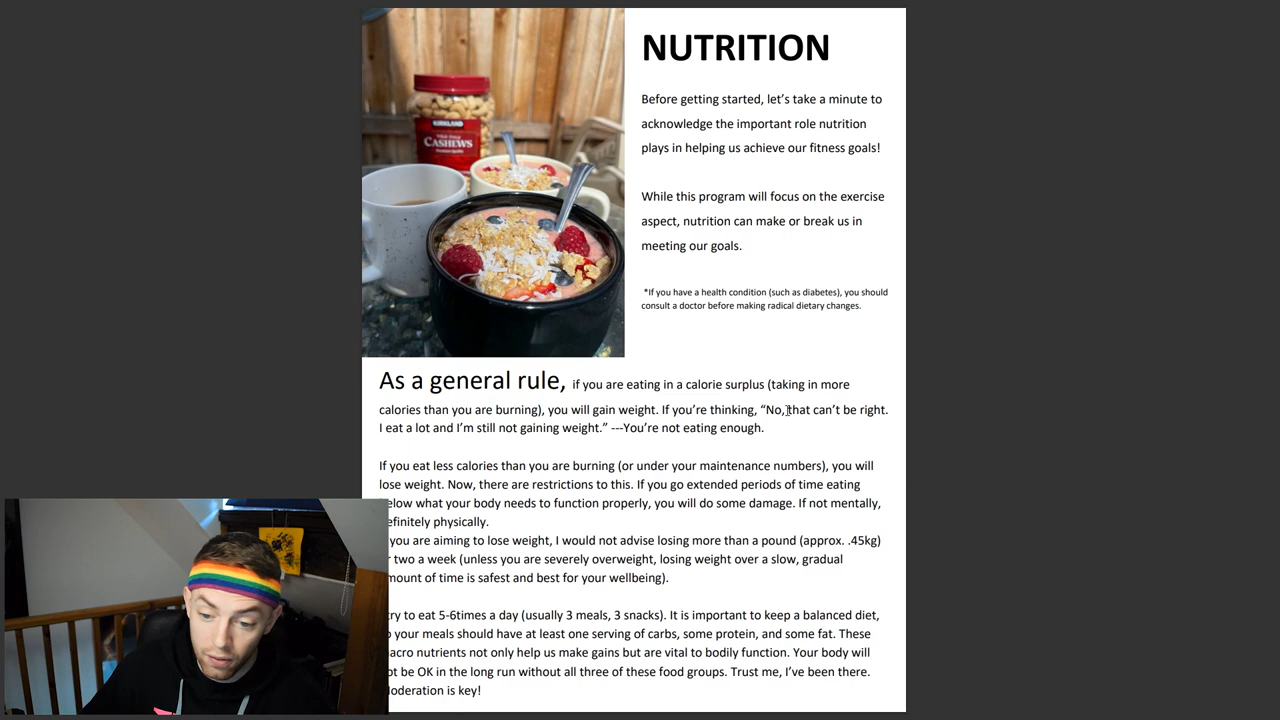 NUTRITION
Before getting started, let's take a minute to
acknowledge the important role nutrition
plays in helping us achieve our fitness goals!
While this program will focus on the exercise
aspect, nutrition can make or break us in
meeting our goals.
*If you have a health condition (such as diabetes), you should
consult a doctor before making radical dietary changes.
KIRKLAND
CASHEWS
As a general rule, if you are eating in a calorie surplus (taking in more
calories than you are burning), you will gain weight. If you're thinking, “No, that can't be right.
I eat a lot and I'm still not gaining weight.” ---You're not eating enough.
If you eat less calories than you are burning (or under your maintenance numbers), you will
lose weight. Now, there are restrictions to this. If you go extended periods of time eating
elow what your body needs to function properly, you will do some damage. If not mentally,
efinitely physically.
you are aiming to lose weight, I would not advise losing more than a pound (approx. .45kg)
r two a week (unless you are severely overweight, losing weight over a slow, gradual
mount of time is safest and best for your wellbeing).
try to eat 5-6times a day (usually 3 meals, 3 snacks). It is important to keep a balanced diet,
o your meals should have at least one serving of carbs, some protein, and some fat. These
acro nutrients not only help us make gains but are vital to bodily function. Your body will
ot be OK in the long run without all three of these food groups. Trust me, I've been there.
Moderation is key!